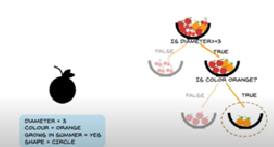 IS DIAMETER>=3
FALSE
TRUE
IS COLOR ORANGE?
FALSE
TRUE
DIAMETER = 3
COLOUR = ORANGE
GROWS IN SUMMER = YES
SHAPE = CIRCLE